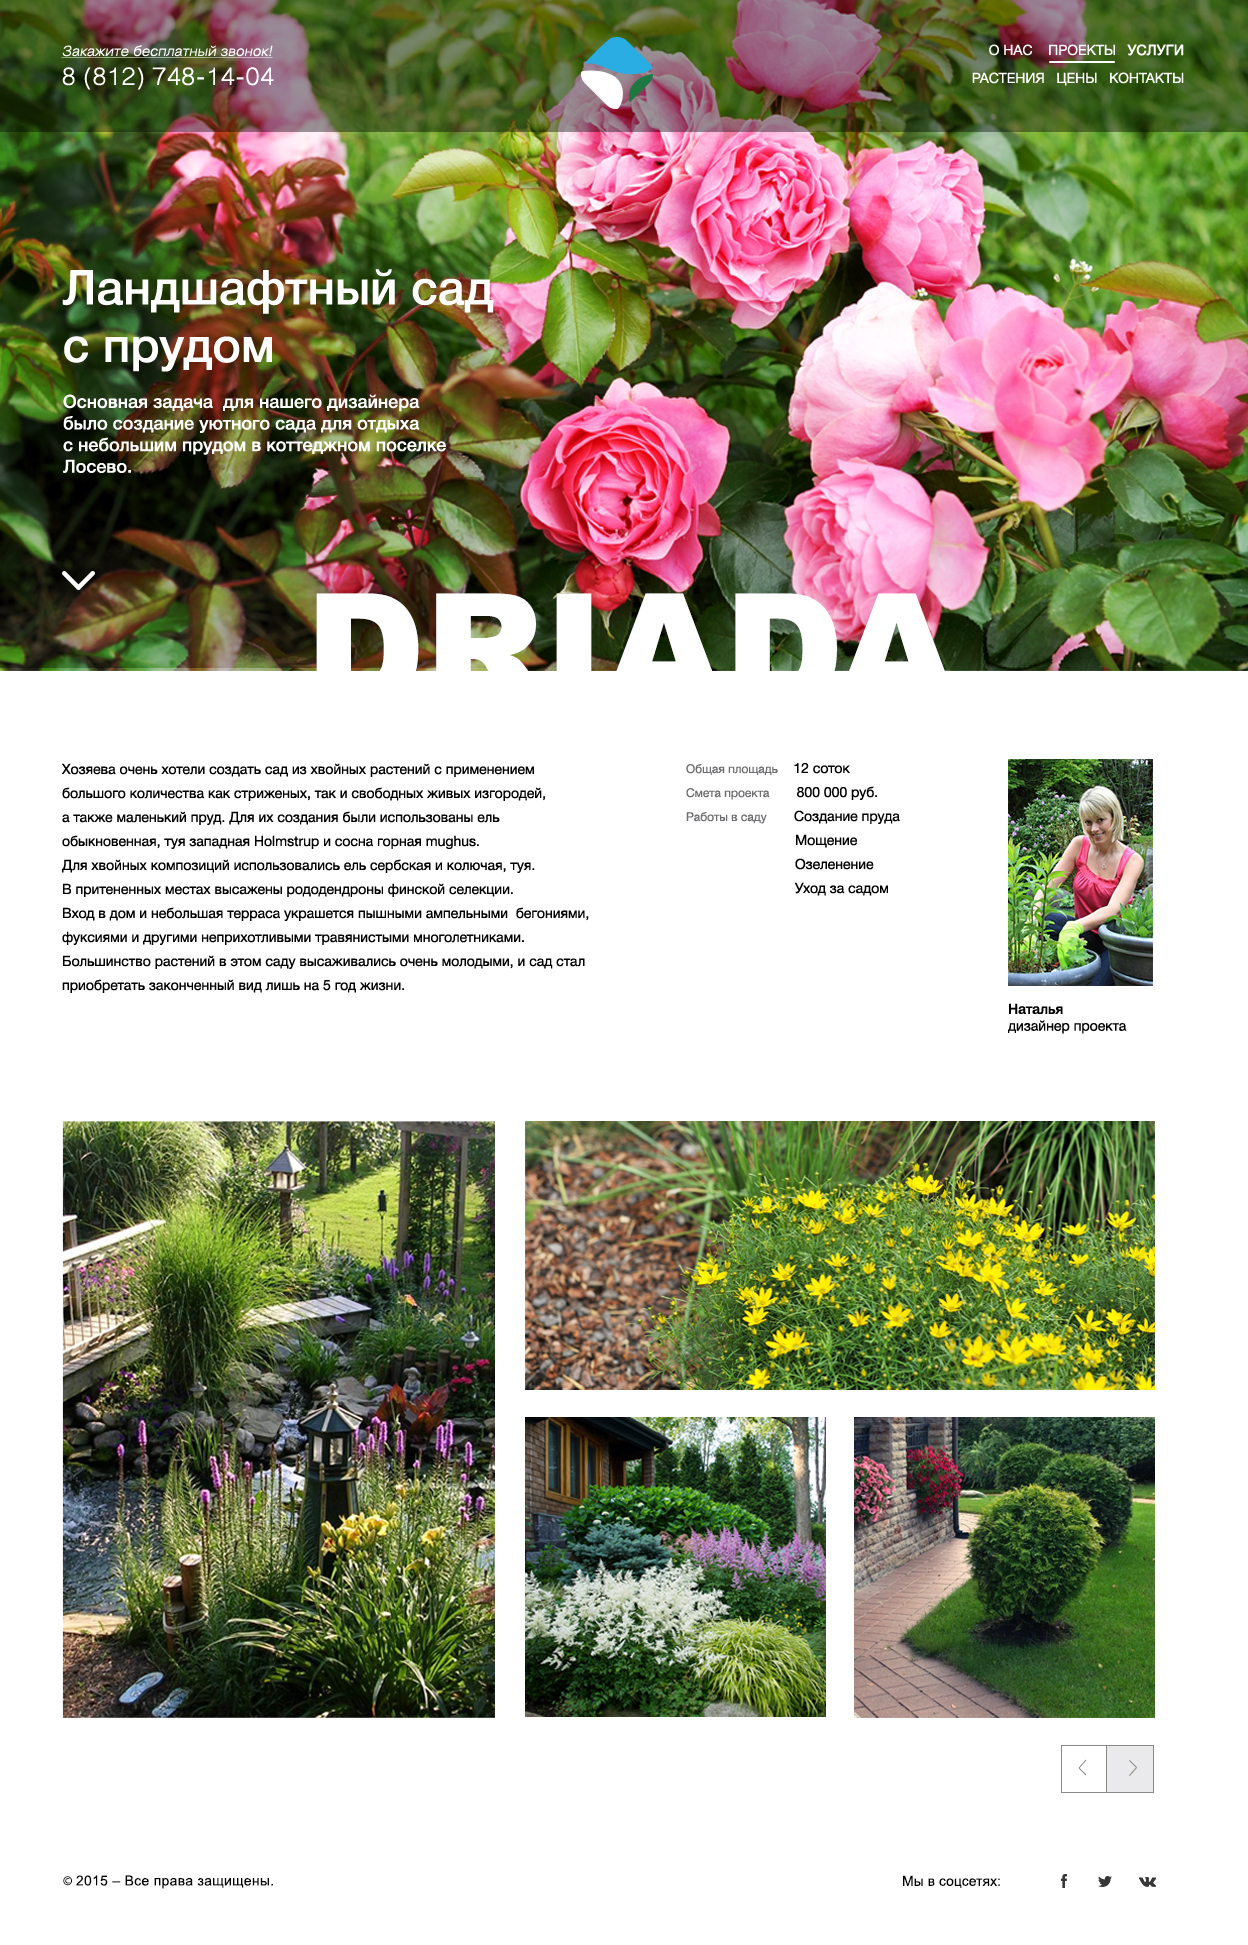 Закажите бесплатный звонок!
8 (812) 748-14-04
О НАС ПРОЕКТЫ УСЛУГИ
РАСТЕНИЯ ЦЕНЫ КОНТАКТЫ
Ландшафтный сад
с прудом
Основная задача  для нашего дизайнера
было создание уютного сада для отдыха
с небольшим прудом в коттеджном поселке
Лосево.
DRIADA
Хозяева очень хотели создать сад из хвойных растений с применением
большого количества как стриженых, так и свободных живых изгородей,
а также маленький пруд. Для их создания были использованы ель
обыкновенная, туя западная Holmstrup и сосна горная mughus.
Для хвойных композиций использовались ель сербская и колючая, туя.
В притененных местах высажены рододендроны финской селекции.
Вход в дом и небольшая терраса украшется пышными ампельными  бегониями,
фуксиями и другими неприхотливыми травянистыми многолетниками.
Большинство растений в этом саду высаживались очень молодыми, и сад стал
приобретать законченный вид лишь на 5 год жизни.
Общая площадь 12 соток
Смета проекта 800 000 руб.
Работы в саду Создание пруда
Мощение
Озеленение
Уход за садом
Наталья
дизайнер проекта
© 2015 – Все права защищены.
Мы в соцсетях: